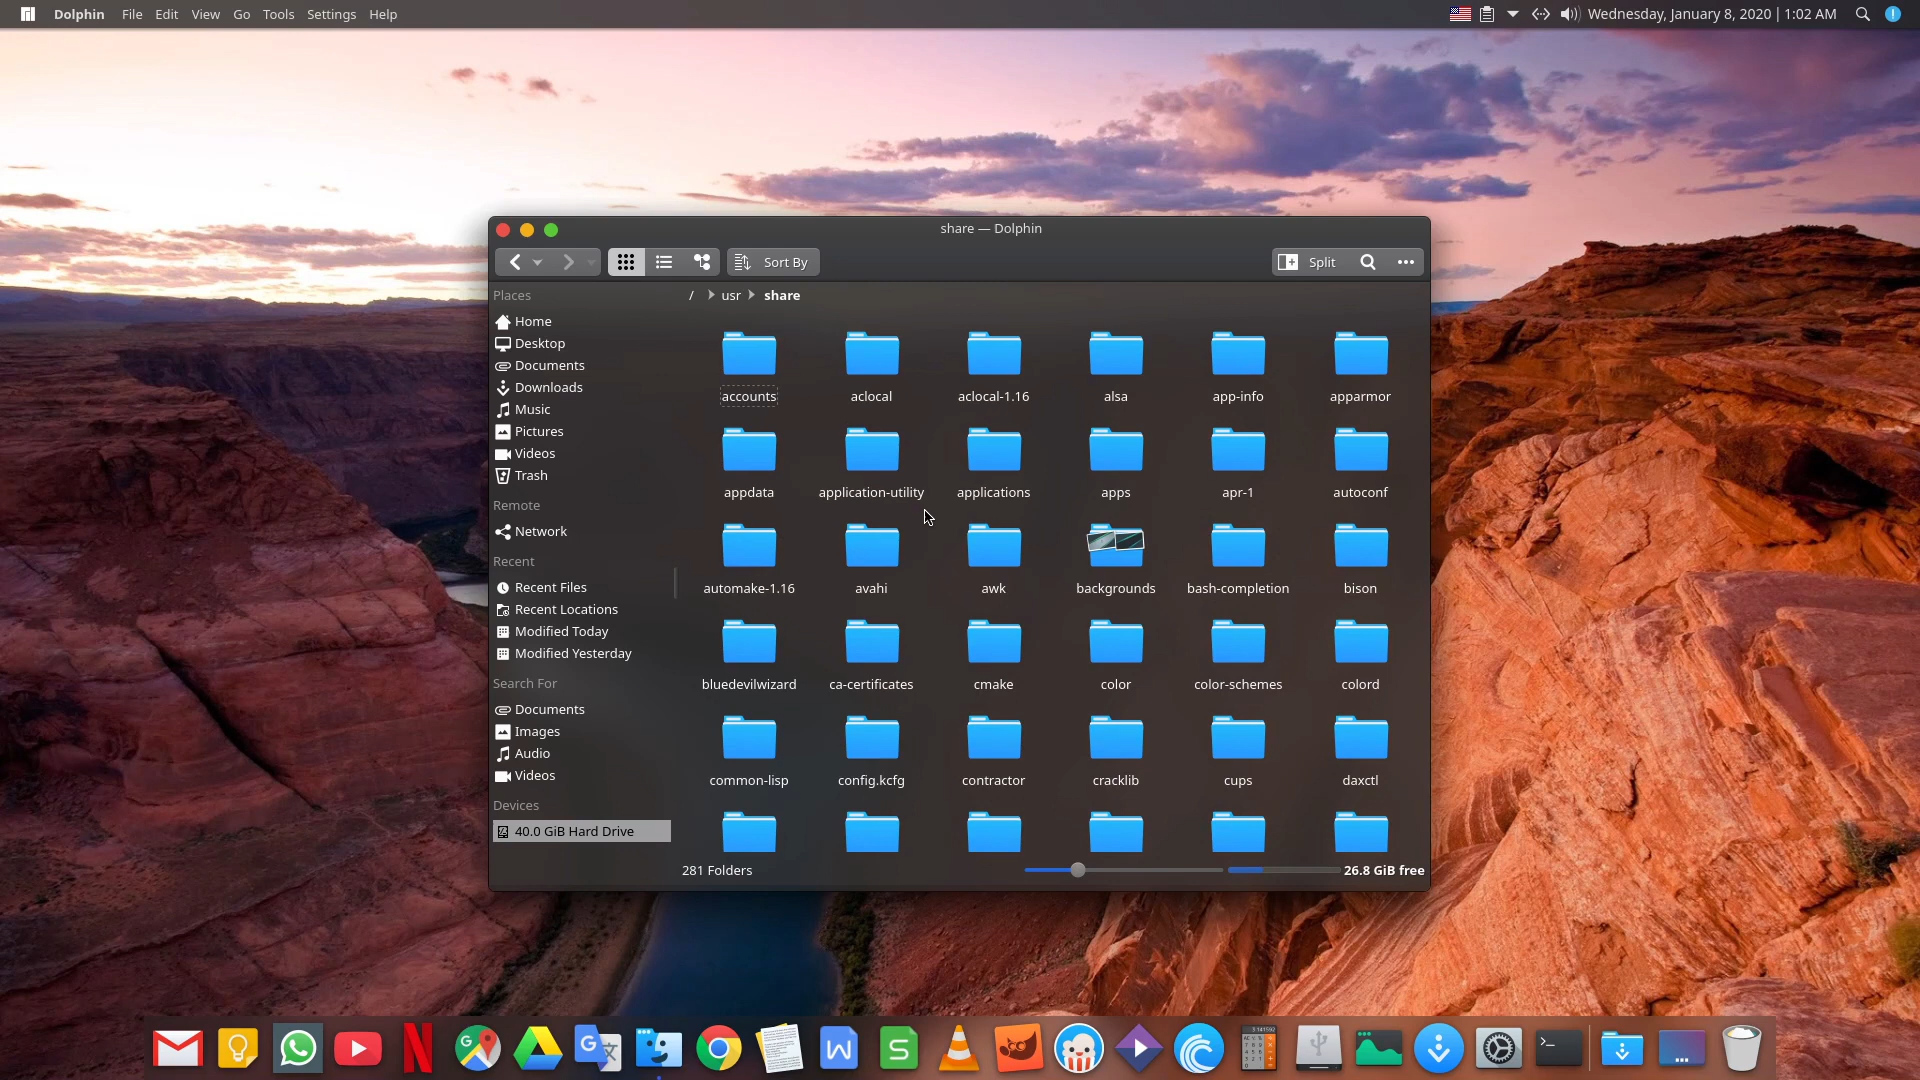 Dolphin File Edit View Go Tools Settings Help
Wednesday, January 8, 2020 | 1:02 AM
share — Dolphin
Sort By
Split
Places
Home
Desktop
Documents
Downloads
Music
Pictures
Videos
Trash
Remote
Network
Recent
Recent Files
Recent Locations
Modified Today
Modified Yesterday
Search For
Documents
Images
Audio
Videos
Devices
40.0 GiB Hard Drive
/ usr share
accounts aclocal aclocal-1.16 alsa app-info apparmor
appdata application-utility applications apps apr-1 autoconf
automake-1.16 avahi awk backgrounds bash-completion bison
bluedevilwizard ca-certificates cmake color color-schemes colord
common-lisp config.kcfg contractor cracklib cups daxctl
281 Folders
26.8 GiB free